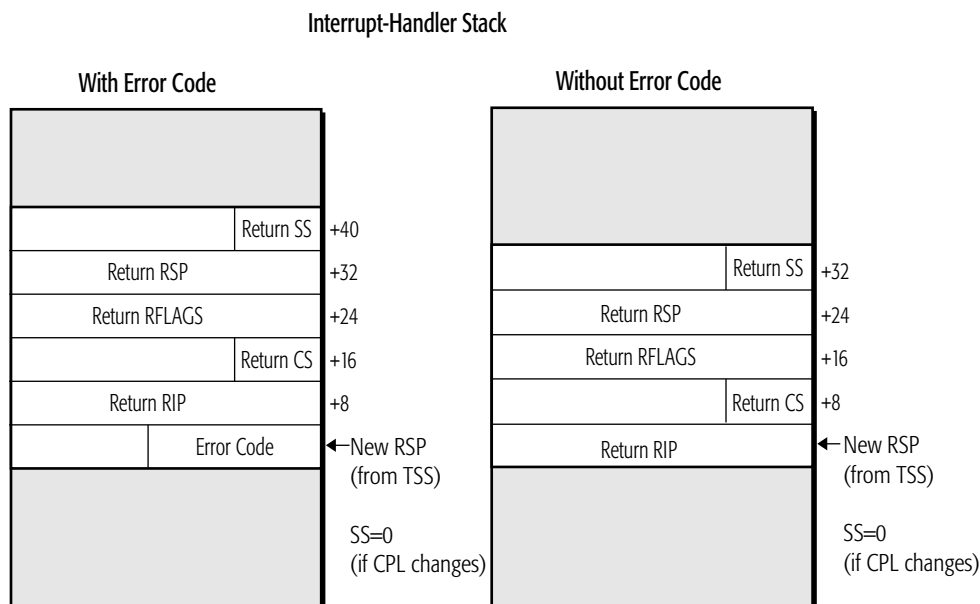 Interrupt-Handler Stack
With Error Code
Return SS +40
Return RSP +32
Return RFLAGS +24
Return CS +16
Return RIP +8
Error Code New RSP
(from TSS)
SS=0
(if CPL changes)
Without Error Code
Return SS +32
Return RSP +24
Return RFLAGS +16
Return CS +8
Return RIP New RSP
(from TSS)
SS=0
(if CPL changes)